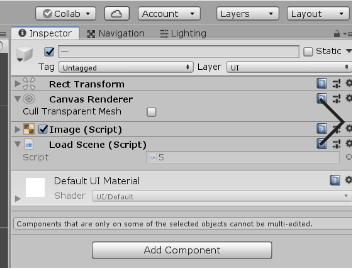 Collab Account Layers Layout
Inspector Navigation Lighting
— Static
Tag Untagged Layer UI
Rect Transform
Canvas Renderer
Cull Transparent Mesh
Image (Script)
Load Scene (Script)
Script 5
Default UI Material
Shader UI/Default
Components that are only on some of the selected objects cannot be multi-edited.
Add Component